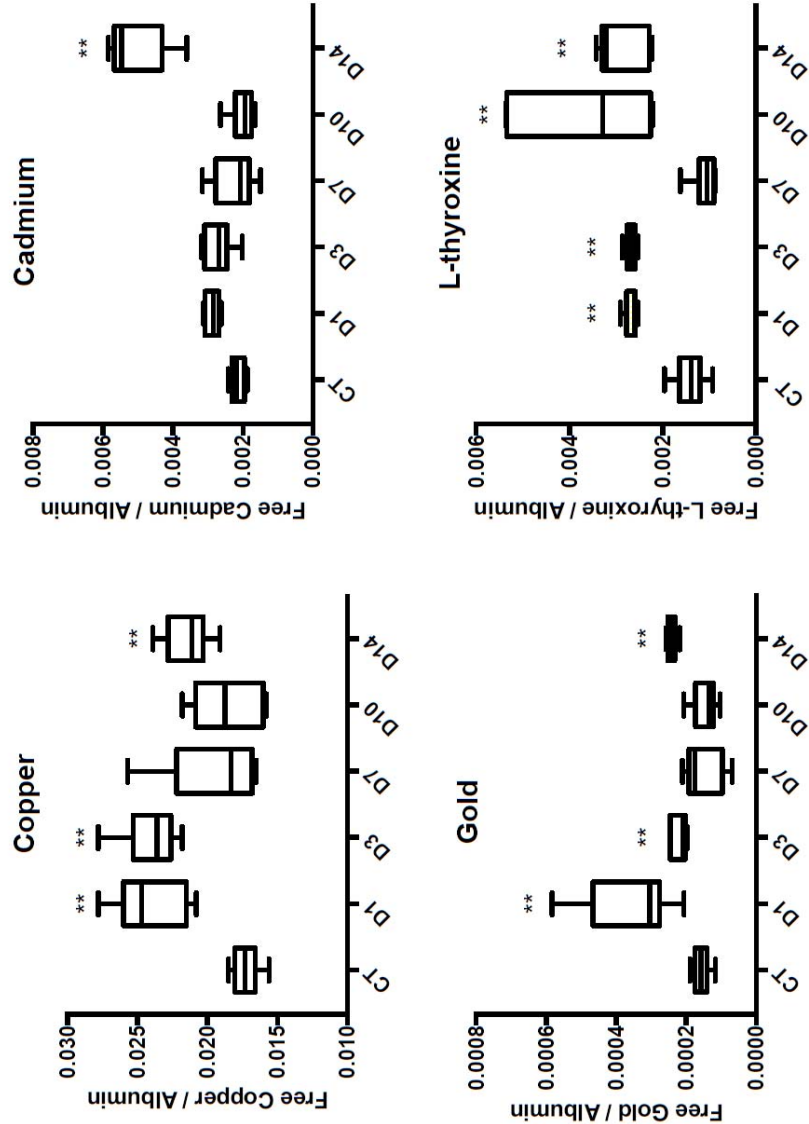 Copper
Free Copper / Albumin
0.030
0.025
0.020
0.015
0.010
**
**
**
CT
D1
D3
D7
D10
D14
Cadmium
Free Cadmium / Albumin
0.008
0.006
0.004
0.002
0.000
**
CT
D1
D3
D7
D10
D14
Gold
Free Gold / Albumin
0.0008
0.0006
0.0004
0.0002
0.0000
**
**
**
CT
D1
D3
D7
D10
D14
L-thyroxine
Free L-thyroxine / Albumin
0.006
0.004
0.002
0.000
**
**
**
**
CT
D1
D3
D7
D10
D14